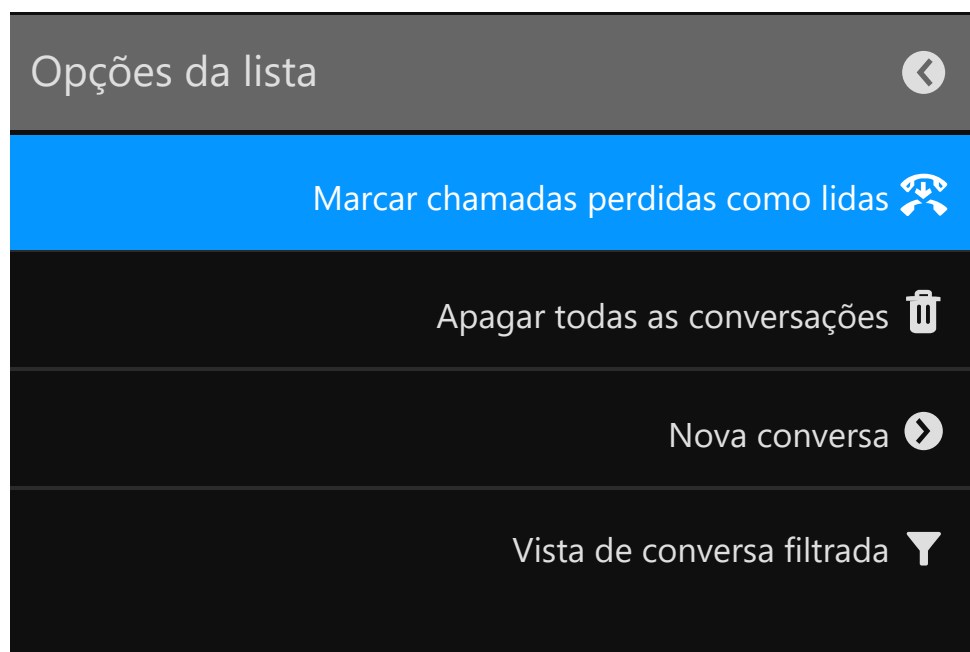 Opções da lista
Marcar chamadas perdidas como lidas
Apagar todas as conversações
Nova conversa
Vista de conversa filtrada